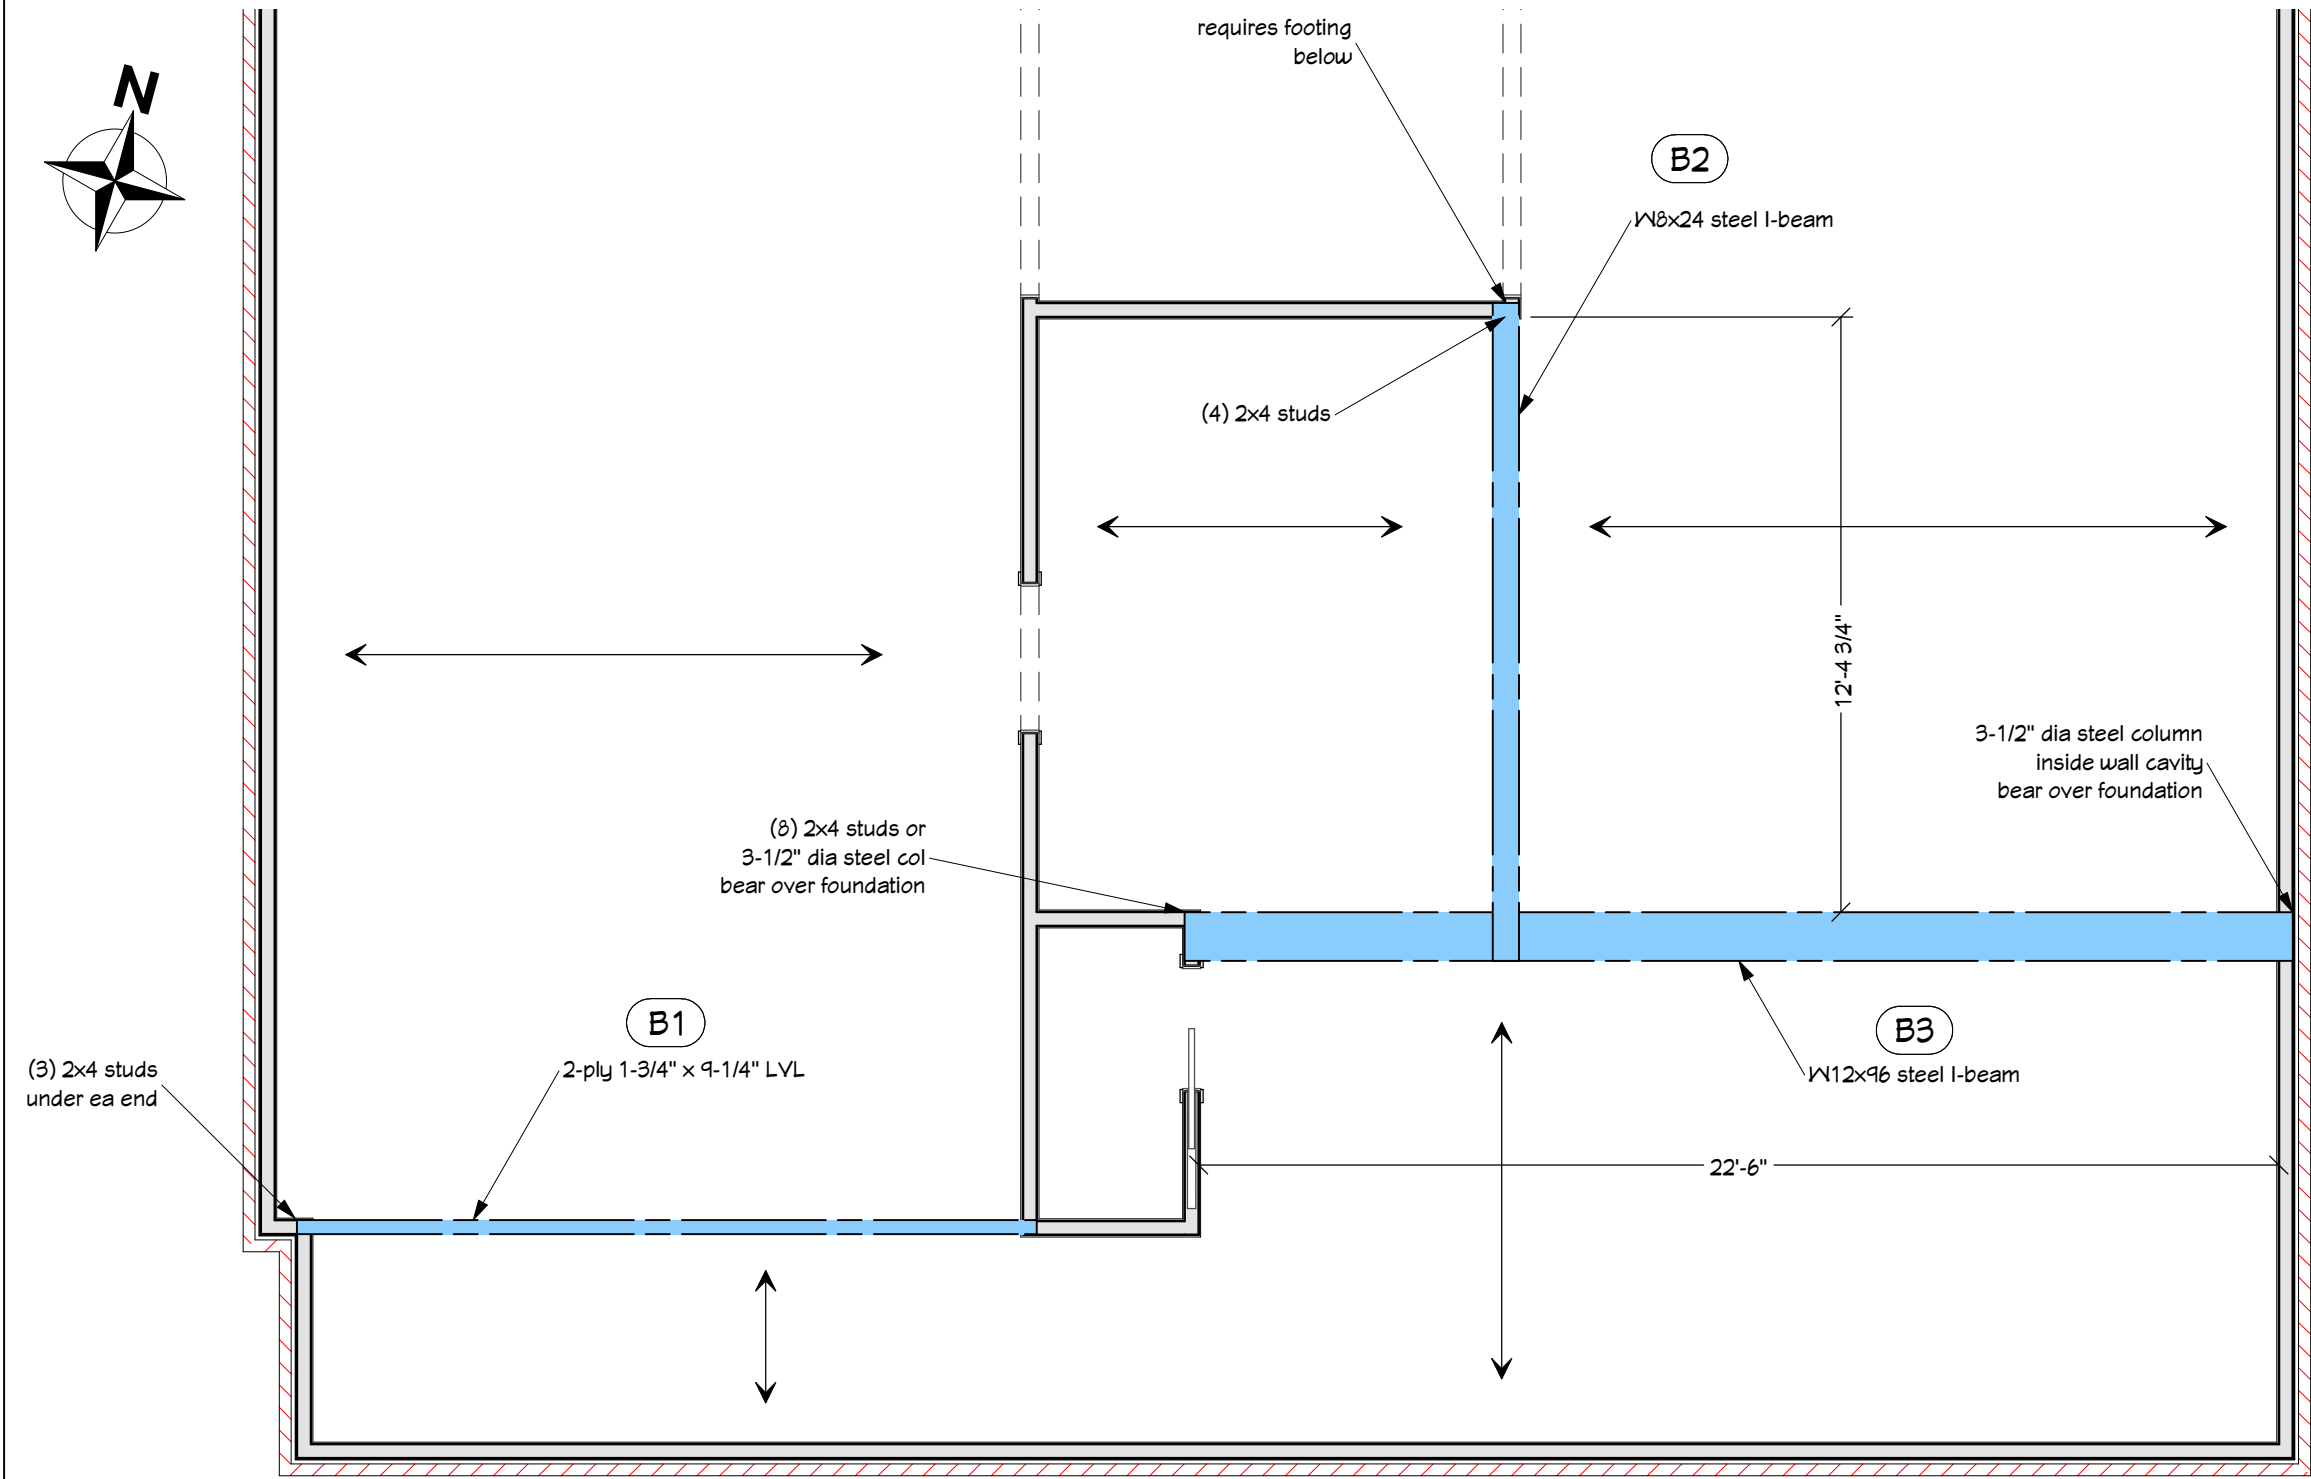 requires footing
below
N
B2
W8x24 steel I-beam
(4) 2x4 studs
12'-4 3/4"
3-1/2" dia steel column
inside wall cavity
bear over foundation
(8) 2x4 studs or
3-1/2" dia steel col
bear over foundation
B1
2-ply 1-3/4" x 9-1/4" LVL
(3) 2x4 studs
under ea end
B3
W12x96 steel I-beam
22'-6"